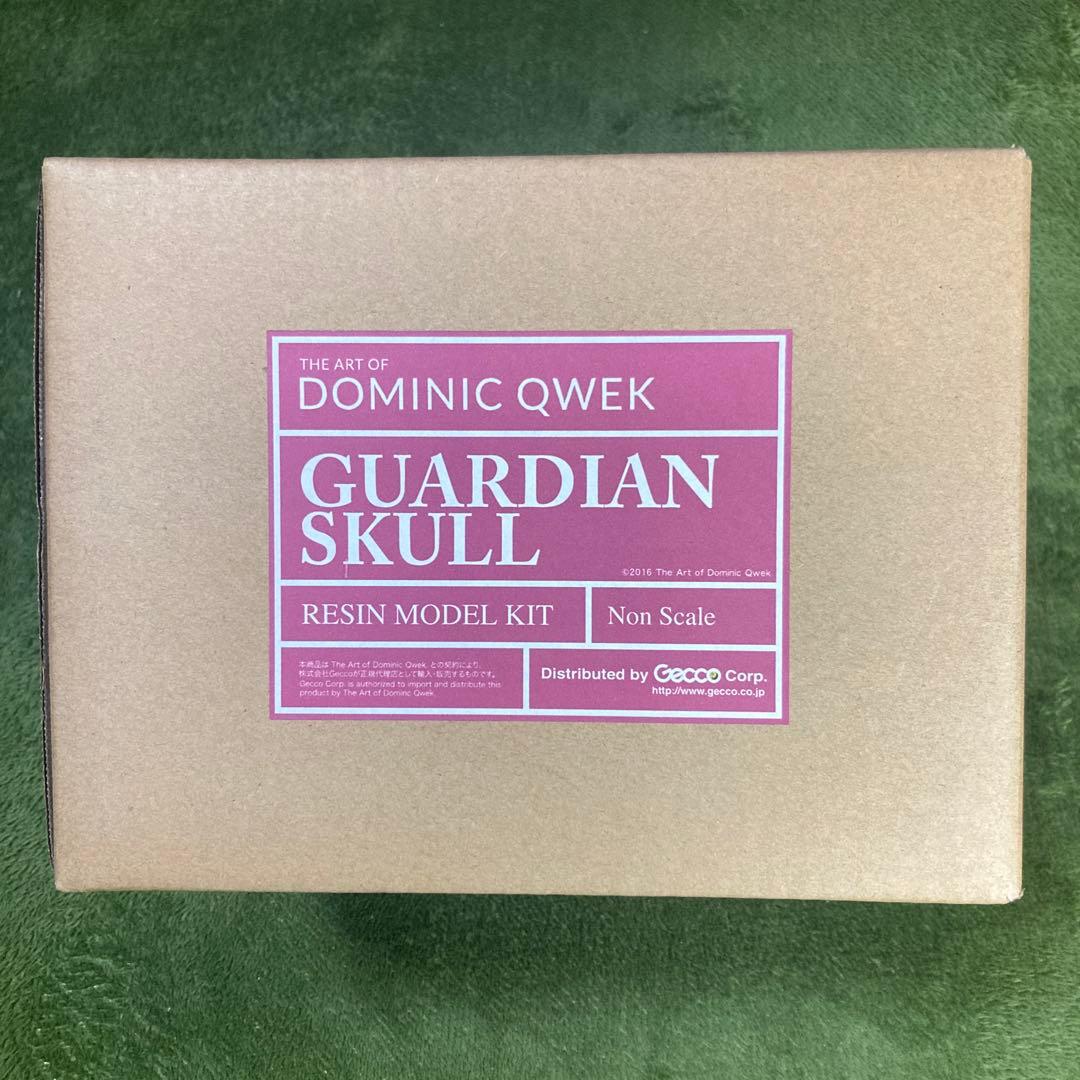 THE ART OF
DOMINIC QWEK
GUARDIAN
SKULL
©2016 The Art of Dominic Qwek
RESIN MODEL KIT
Non Scale
本商品は The Art of Dominic Qwek. との契約により、
株式会社Geccoが正規代理店として輸入・販売するものです。
Gecco Corp. is authorized to import and distribute this
product by The Art of Dominc Qwek.
Distributed by Gecco Corp.
http://www.gecco.co.jp